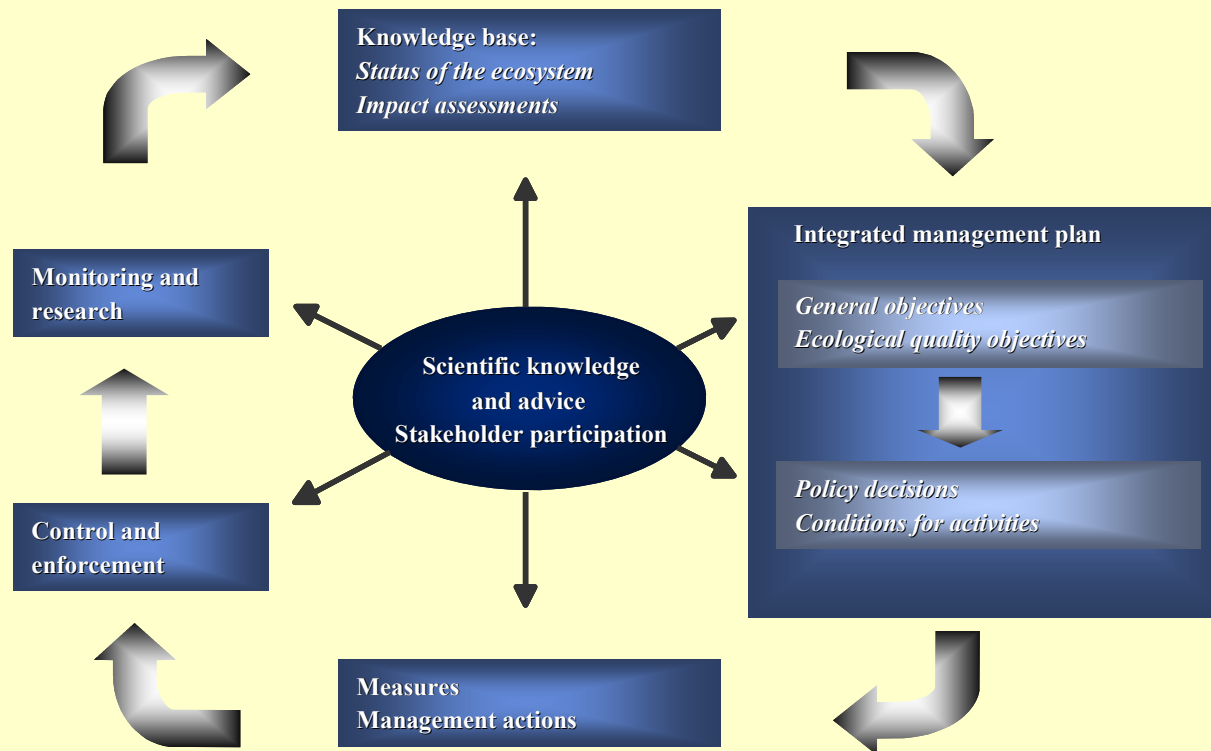 Knowledge base:
Status of the ecosystem
Impact assessments
Integrated management plan
General objectives
Ecological quality objectives
Policy decisions
Conditions for activities
Measures
Management actions
Control and
enforcement
Monitoring and
research
Scientific knowledge
and advice
Stakeholder participation